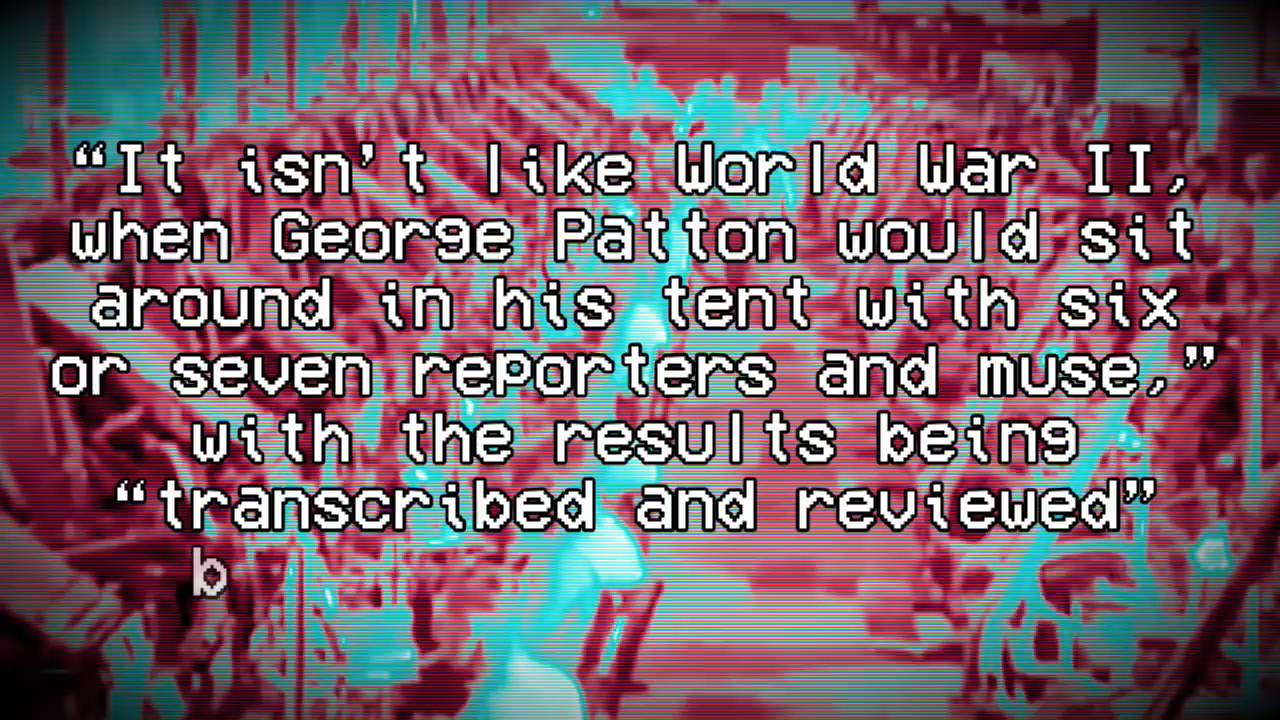 “It isn’t like World War II,
when George Patton would sit
around in his tent with six
or seven reporters and muse,”
with the results being
“transcribed and reviewed”
b